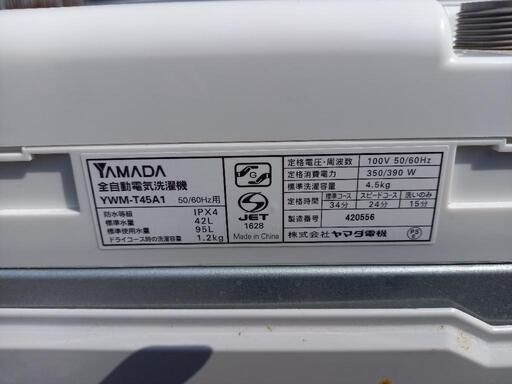 YAMADA
全自動電気洗濯機
YWM-T45A1 50/60Hz用
防水等級 IPX4
標準水量 42L
標準使用水量 95L
ドライコース時の洗濯容量 1.2kg
G
S
JET
1628
Made in China
定格電圧・周波数 100V 50/60Hz
定格消費電力 350/390 W
標準洗濯容量 4.5kg
定格時間 標準コース 34分 スピードコース 24分 洗いのみ 15分
製造番号 420556
株式会社ヤマダ電機
PS
E